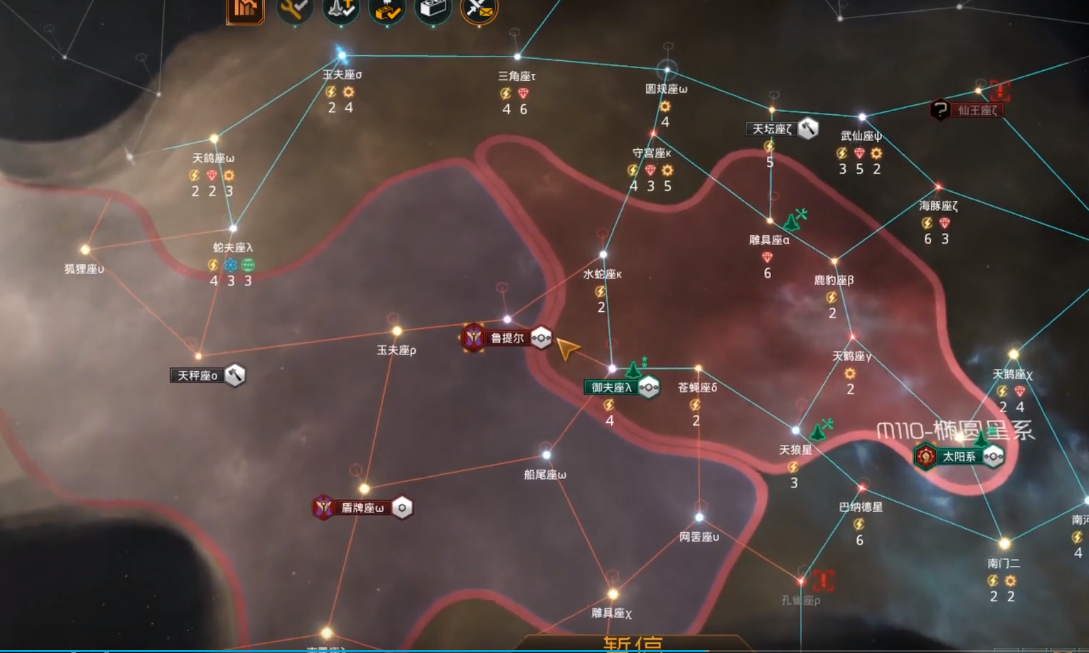 玉夫座σ
2 4
三角座τ
4 6
圆规座ω
4
天坛座ζ
5
武仙座ψ
3 5 2
?
仙王座ζ
天鸽座ω
2 2 3
守宫座κ
4 3 5
海豚座ζ
6 3
蛇夫座λ
4 3 3
狐狸座υ
雕具座α
6
水蛇座κ
2
鹿豹座β
2
鲁提尔
玉夫座ρ
天秤座ο
御夫座λ
4
苍蝇座δ
2
天鹤座γ
2
天鹅座χ
2 4
M110-椭圆星系
太阳系
天狼星
3
船尾座ω
盾牌座ω
巴纳德星
6
网罟座υ
南门二
2 2
4
孔雀座ρ
雕具座χ
暂停